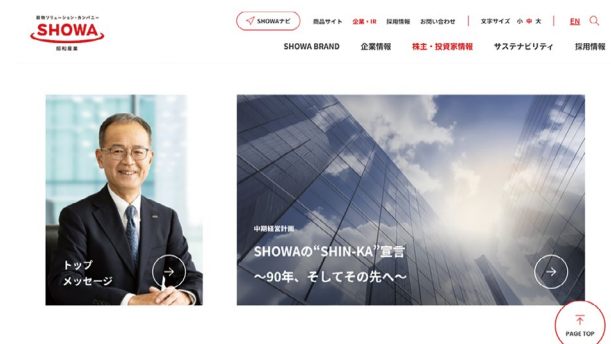 穀物ソリューション・カンパニー
SHOWA
昭和産業
SHOWAナビ
商品サイト
企業・IR
採用情報
お問い合わせ
文字サイズ 小 中 大
EN
SHOWA BRAND
企業情報
株主・投資家情報
サステナビリティ
採用情報
トップ
メッセージ
中期経営計画
SHOWAの“SHIN-KA”宣言
～90年、そしてその先へ～
PAGE TOP